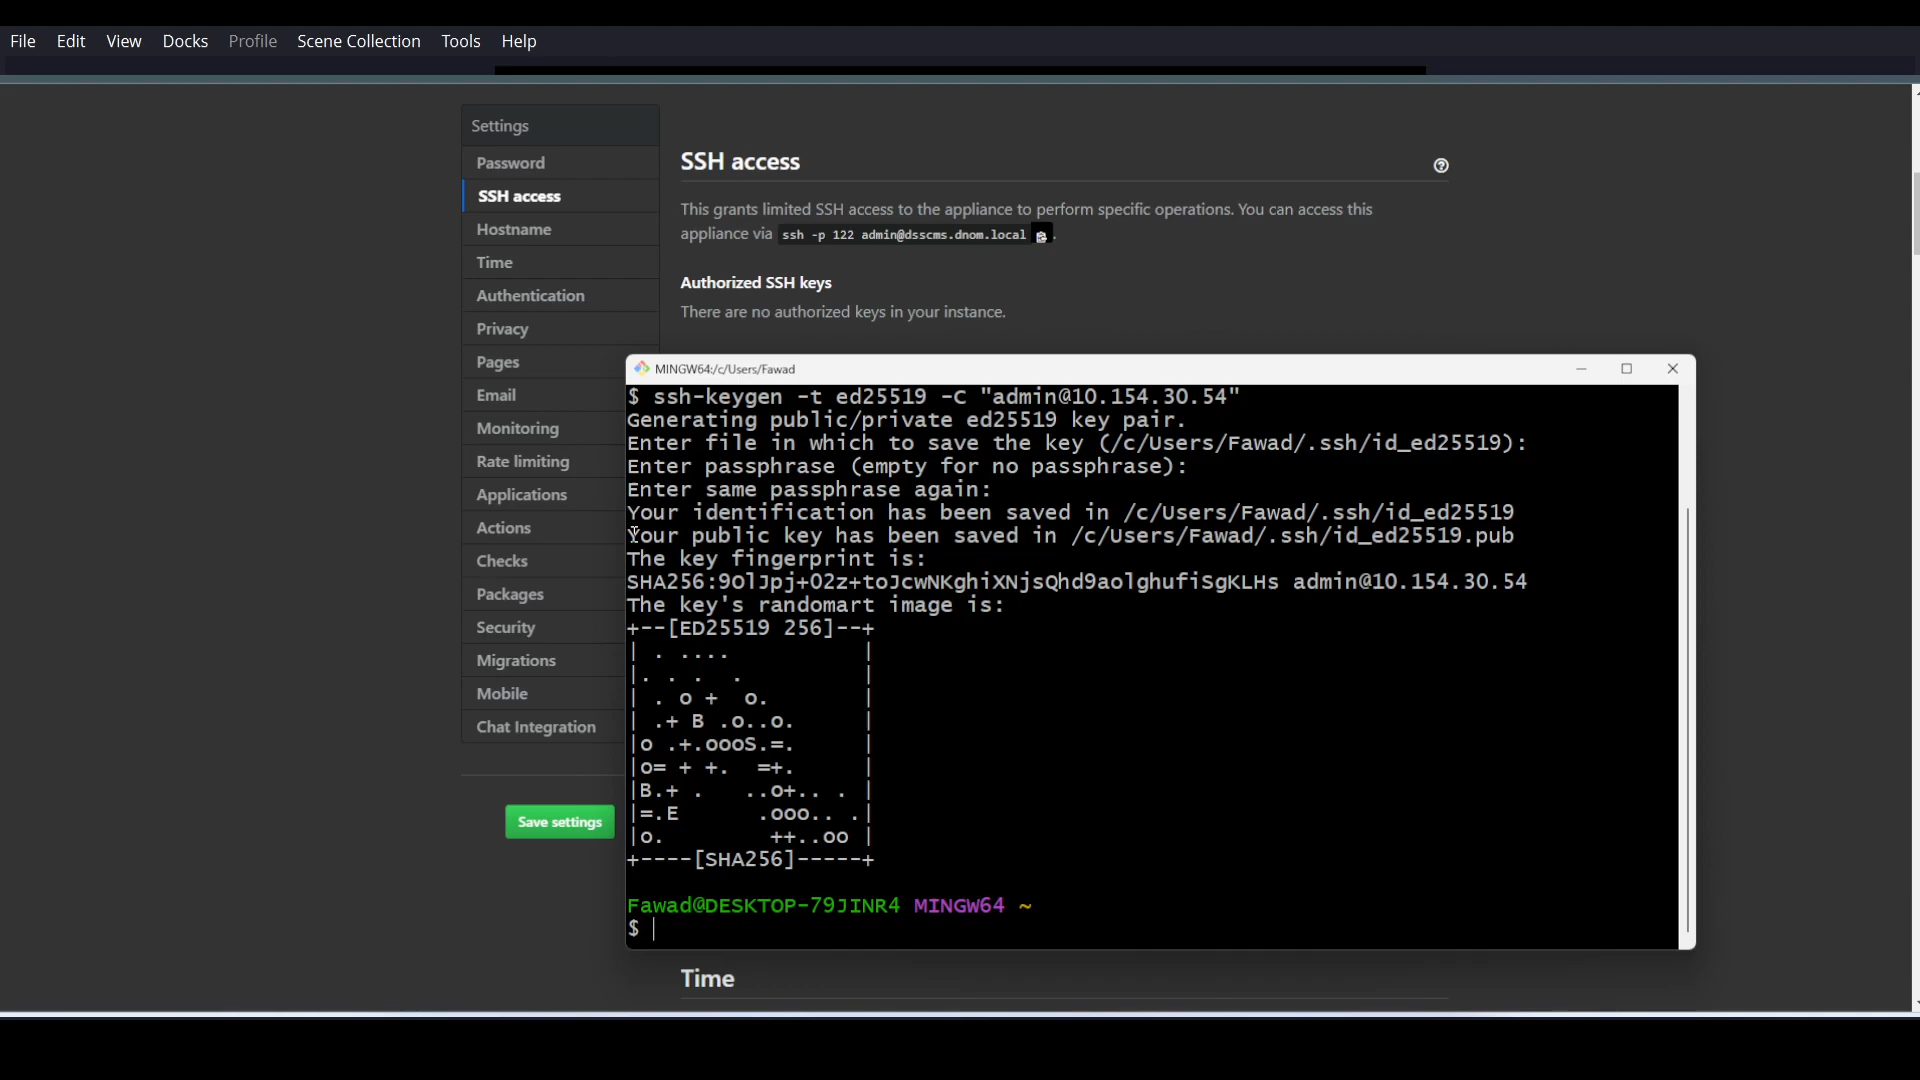 File Edit View Docks Profile Scene Collection Tools Help
Settings
Password
SSH access
Hostname
Time
Authentication
Privacy
Pages
Email
Monitoring
Rate limiting
Applications
Actions
Checks
Packages
Security
Migrations
Mobile
Chat Integration
Save settings
SSH access
This grants limited SSH access to the appliance to perform specific operations. You can access this
appliance via ssh -p 122 admin@dsscms.dnom.local .
Authorized SSH keys
There are no authorized keys in your instance.
MINGW64:/c/Users/Fawad
$ ssh-keygen -t ed25519 -C "admin@10.154.30.54"
Generating public/private ed25519 key pair.
Enter file in which to save the key (/c/Users/Fawad/.ssh/id_ed25519):
Enter passphrase (empty for no passphrase):
Enter same passphrase again:
Your identification has been saved in /c/Users/Fawad/.ssh/id_ed25519
Your public key has been saved in /c/Users/Fawad/.ssh/id_ed25519.pub
The key fingerprint is:
SHA256:9OlJpj+O2z+toJcwNKghiXNjsQhd9aolghufiSgKLHs admin@10.154.30.54
The key's randomart image is:
+--[ED25519 256]--+
| . ....          |
|. . .  .         |
| . o +  o.       |
| .+ B .o..o.     |
|o .+.oooS.=.     |
|o= + +.  =+.     |
|B.+ .   ..o+.. . |
|=.E      .ooo.. .|
|o.        ++..oo |
+----[SHA256]-----+
Fawad@DESKTOP-79JINR4 MINGW64 ~
$
Time